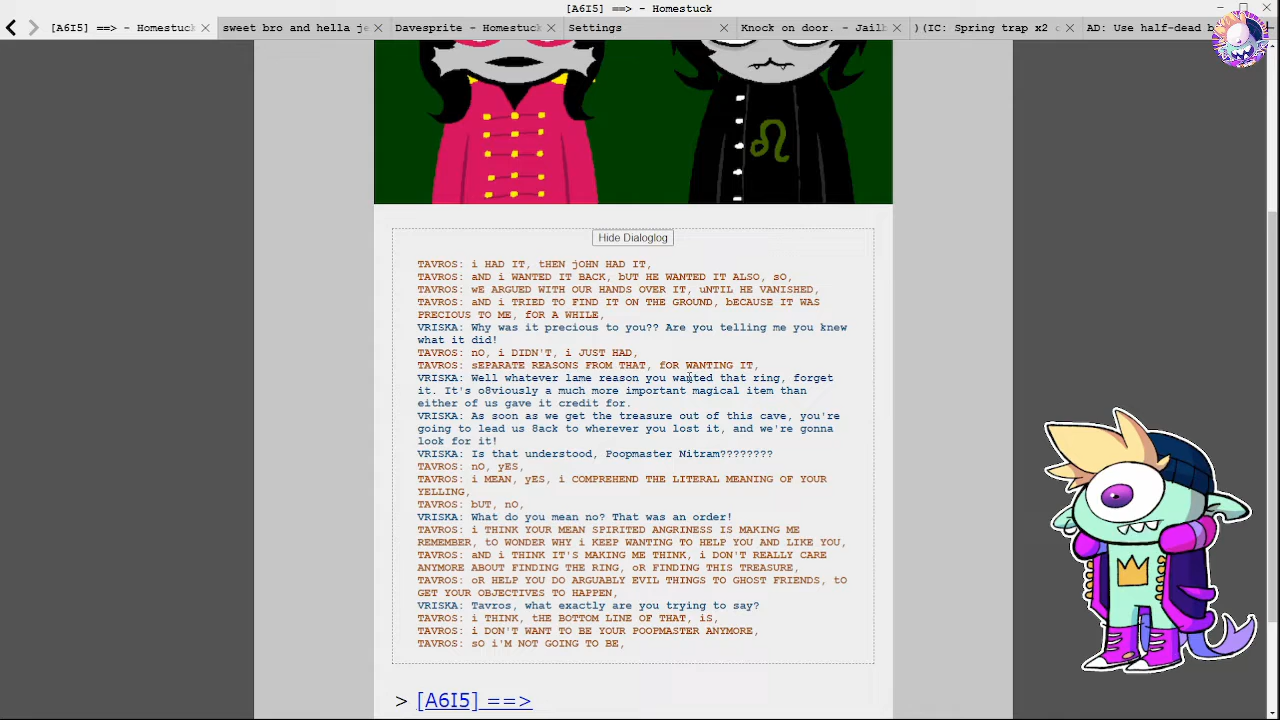 [A6I5] ==> - Homestuck
[A6I5] ==> - Homestuck × sweet bro and hella je × Davesprite - Homestuck × Settings × Knock on door. - Jailb × )(IC: Spring trap x2 c × AD: Use half-dead b
Hide Dialoglog
TAVROS: i HAD IT, tHEN jOHN HAD IT,
TAVROS: aND i WANTED IT BACK, bUT HE WANTED IT ALSO, sO,
TAVROS: wE ARGUED WITH OUR HANDS OVER IT, uNTIL HE VANISHED,
TAVROS: aND i TRIED TO FIND IT ON THE GROUND, bECAUSE IT WAS
PRECIOUS TO ME, fOR A WHILE,
VRISKA: Why was it precious to you?? Are you telling me you knew
what it did!
TAVROS: nO, i DIDN'T, i JUST HAD,
TAVROS: sEPARATE REASONS FROM THAT, fOR WANTING IT,
VRISKA: Well whatever lame reason you wanted that ring, forget
it. It's o8viously a much more important magical item than
either of us gave it credit for.
VRISKA: As soon as we get the treasure out of this cave, you're
going to lead us 8ack to wherever you lost it, and we're gonna
look for it!
VRISKA: Is that understood, Poopmaster Nitram????????
TAVROS: nO, yES,
TAVROS: i MEAN, yES, i COMPREHEND THE LITERAL MEANING OF YOUR
YELLING,
TAVROS: bUT, nO,
VRISKA: What do you mean no? That was an order!
TAVROS: i THINK YOUR MEAN SPIRITED ANGRINESS IS MAKING ME
REMEMBER, tO WONDER WHY i KEEP WANTING TO HELP YOU AND LIKE YOU,
TAVROS: aND i THINK IT'S MAKING ME THINK, i DON'T REALLY CARE
ANYMORE ABOUT FINDING THE RING, oR FINDING THIS TREASURE,
TAVROS: oR HELP YOU DO ARGUABLY EVIL THINGS TO GHOST FRIENDS, tO
GET YOUR OBJECTIVES TO HAPPEN,
VRISKA: Tavros, what exactly are you trying to say?
TAVROS: i THINK, tHE BOTTOM LINE OF THAT, iS,
TAVROS: i DON'T WANT TO BE YOUR POOPMASTER ANYMORE,
TAVROS: sO i'M NOT GOING TO BE,
> [A6I5] ==>